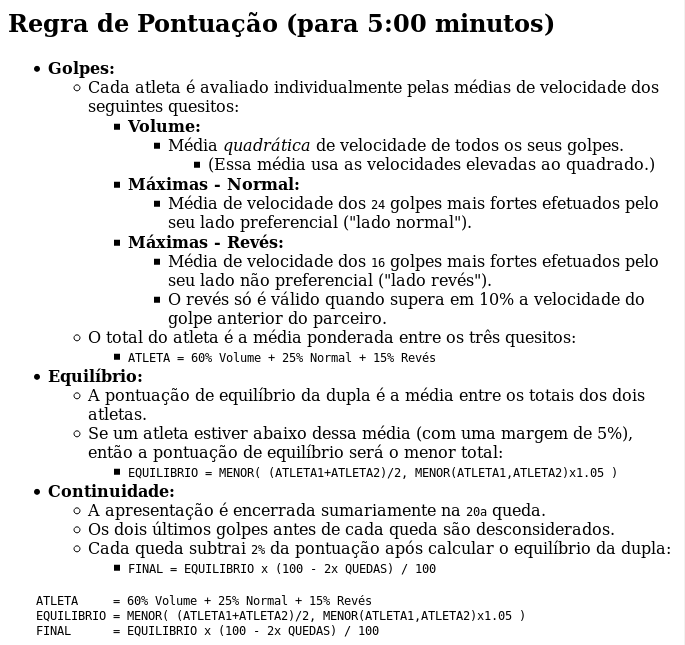 Regra de Pontuação (para 5:00 minutos)
• Golpes:
◦ Cada atleta é avaliado individualmente pelas médias de velocidade dos
seguintes quesitos:
▪ Volume:
▪ Média quadrática de velocidade de todos os seus golpes.
▪ (Essa média usa as velocidades elevadas ao quadrado.)
▪ Máximas - Normal:
▪ Média de velocidade dos 24 golpes mais fortes efetuados pelo
seu lado preferencial ("lado normal").
▪ Máximas - Revés:
▪ Média de velocidade dos 16 golpes mais fortes efetuados pelo
seu lado não preferencial ("lado revés").
▪ O revés só é válido quando supera em 10% a velocidade do
golpe anterior do parceiro.
◦ O total do atleta é a média ponderada entre os três quesitos:
▪ ATLETA = 60% Volume + 25% Normal + 15% Revés
• Equilíbrio:
◦ A pontuação de equilíbrio da dupla é a média entre os totais dos dois
atletas.
◦ Se um atleta estiver abaixo dessa média (com uma margem de 5%),
então a pontuação de equilíbrio será o menor total:
▪ EQUILIBRIO = MENOR( (ATLETA1+ATLETA2)/2, MENOR(ATLETA1,ATLETA2)x1.05 )
• Continuidade:
◦ A apresentação é encerrada sumariamente na 20a queda.
◦ Os dois últimos golpes antes de cada queda são desconsiderados.
◦ Cada queda subtrai 2% da pontuação após calcular o equilíbrio da dupla:
▪ FINAL = EQUILIBRIO x (100 - 2x QUEDAS) / 100
ATLETA     = 60% Volume + 25% Normal + 15% Revés
EQUILIBRIO = MENOR( (ATLETA1+ATLETA2)/2, MENOR(ATLETA1,ATLETA2)x1.05 )
FINAL      = EQUILIBRIO x (100 - 2x QUEDAS) / 100